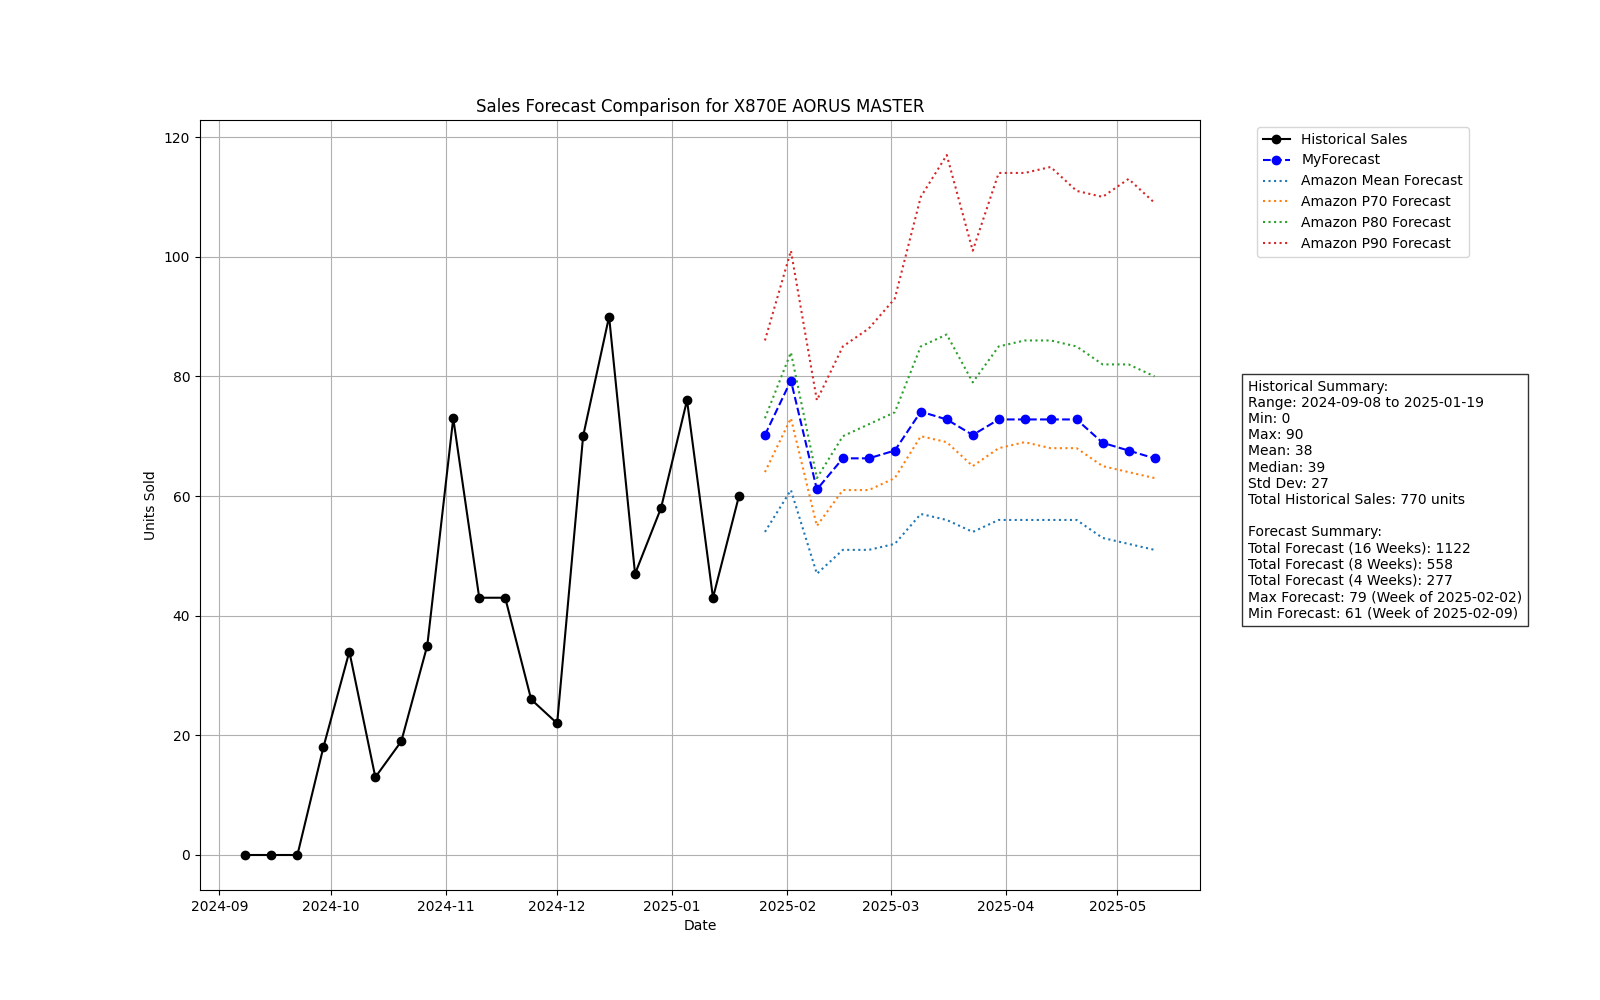 Sales Forecast Comparison for X870E AORUS MASTER
120
100
80
60
40
20
0
Units Sold
2024-09 2024-10 2024-11 2024-12 2025-01 2025-02 2025-03 2025-04 2025-05
Date
Historical Sales
MyForecast
Amazon Mean Forecast
Amazon P70 Forecast
Amazon P80 Forecast
Amazon P90 Forecast
Historical Summary:
Range: 2024-09-08 to 2025-01-19
Min: 0
Max: 90
Mean: 38
Median: 39
Std Dev: 27
Total Historical Sales: 770 units
Forecast Summary:
Total Forecast (16 Weeks): 1122
Total Forecast (8 Weeks): 558
Total Forecast (4 Weeks): 277
Max Forecast: 79 (Week of 2025-02-02)
Min Forecast: 61 (Week of 2025-02-09)